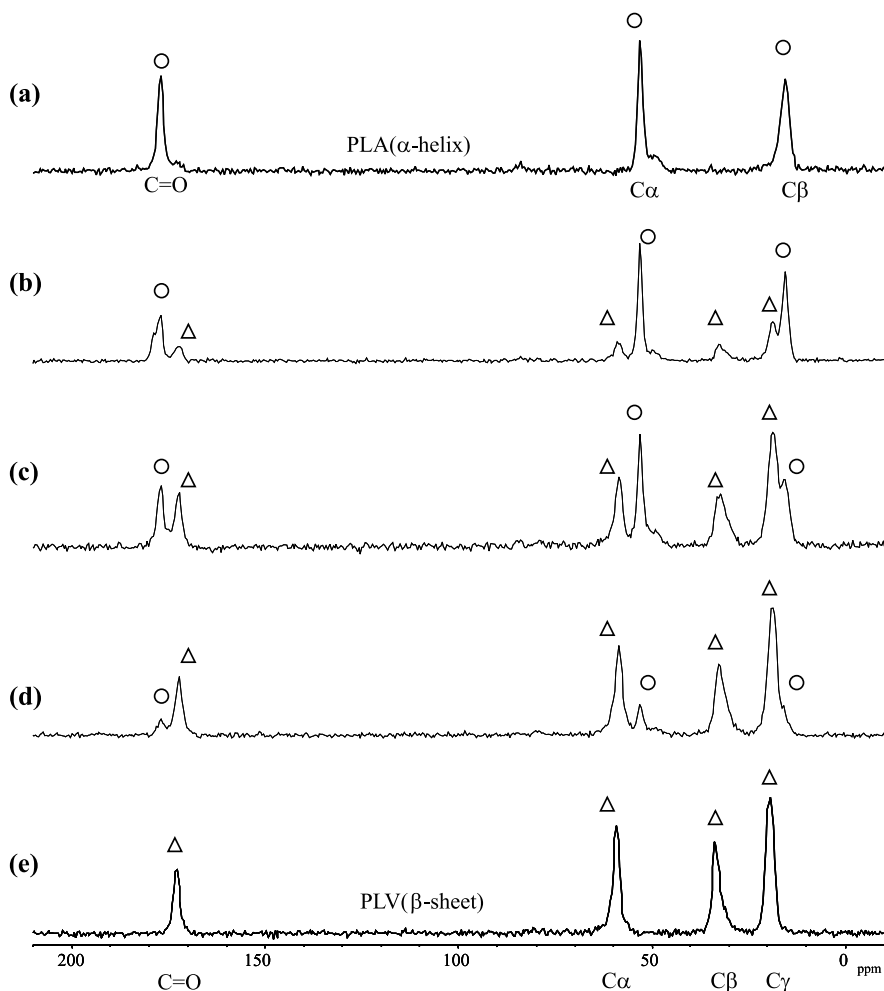 (a)
PLA(α-helix)
C=O
Cα
Cβ
(b)
(c)
(d)
(e)
PLV(β-sheet)
200
150
100
50
0
ppm
C=O
Cα
Cβ
Cγ